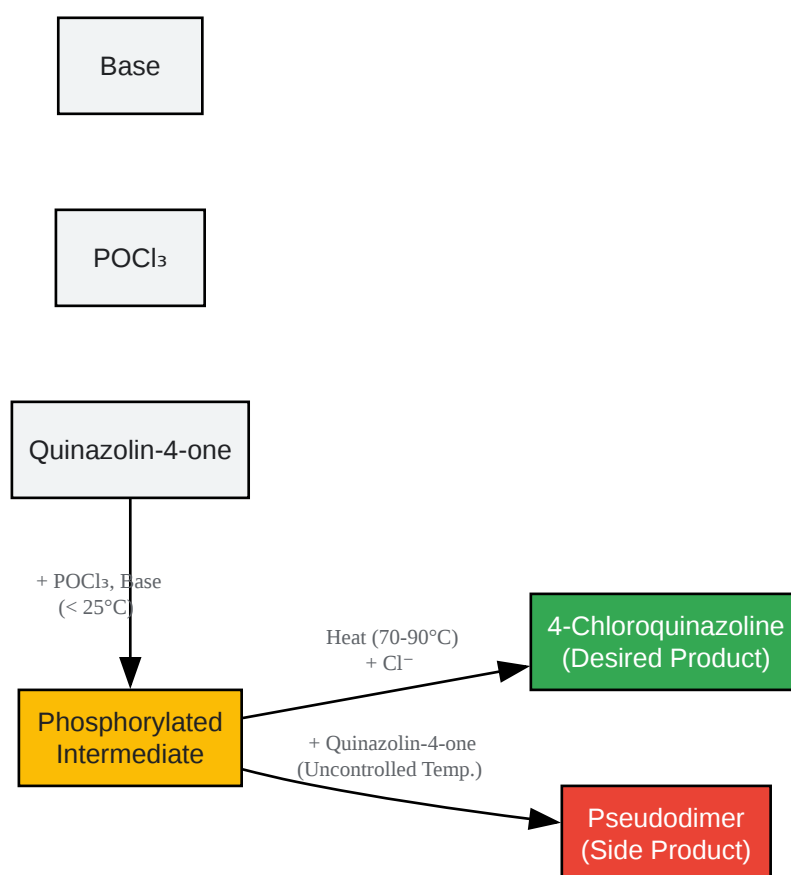 Base
POCl₃
Quinazolin-4-one
+ POCl₃, Base
(< 25°C)
Heat (70-90°C)
+ Cl⁻
4-Chloroquinazoline
(Desired Product)
Phosphorylated
Intermediate
+ Quinazolin-4-one
(Uncontrolled Temp.)
Pseudodimer
(Side Product)